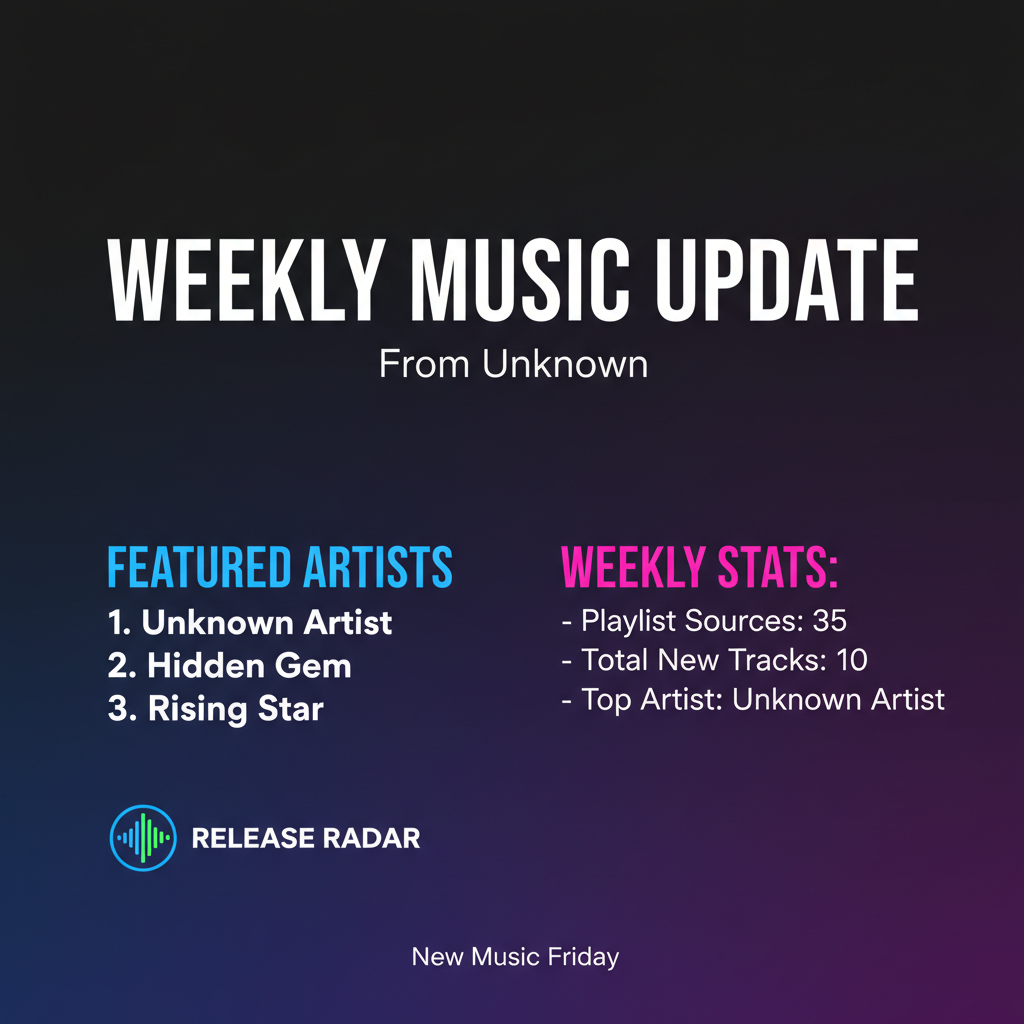 WEEKLY MUSIC UPDATE
From Unknown
FEATURED ARTISTS
1. Unknown Artist
2. Hidden Gem
3. Rising Star
WEEKLY STATS:
- Playlist Sources: 35
- Total New Tracks: 10
- Top Artist: Unknown Artist
RELEASE RADAR
New Music Friday